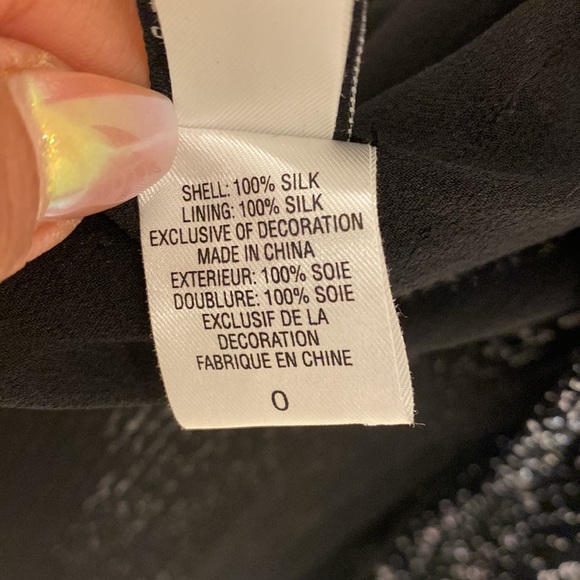 SHELL: 100% SILK
LINING: 100% SILK
EXCLUSIVE OF DECORATION
MADE IN CHINA
EXTERIEUR: 100% SOIE
DOUBLURE: 100% SOIE
EXCLUSIF DE LA
DECORATION
FABRIQUE EN CHINE
0